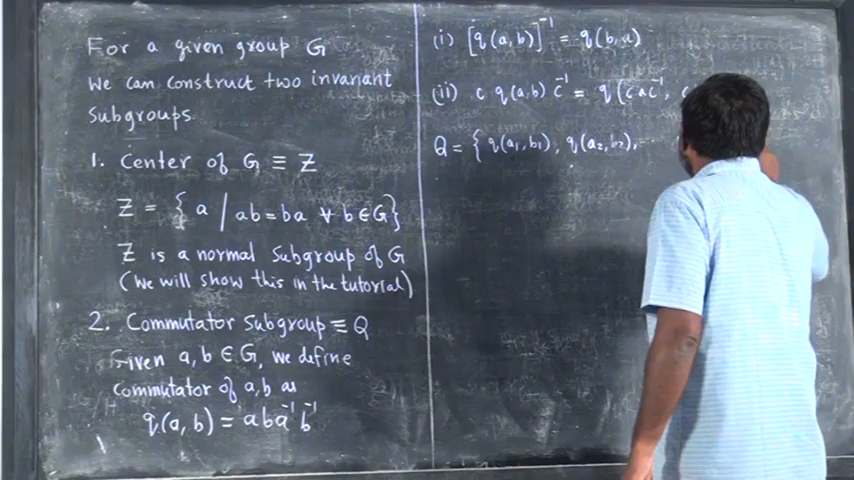 For a given group G
We can construct two invariant
Subgroups
1. Center of G ≡ Z
Z = { a / ab = ba ∀ b ∈ G }
Z is a normal Subgroup of G
(We will show this in the tutorial)
2. Commutator Subgroup ≡ Q
Given a, b ∈ G, we define
Commutator of a, b as
q(a, b) = a b a⁻¹ b⁻¹
(i) [q(a, b)]⁻¹ = q(b, a)
(ii) c q(a, b) c⁻¹ = q(c a c⁻¹, c
Q = { q(a₁, b₁), q(a₂, b₂), ..